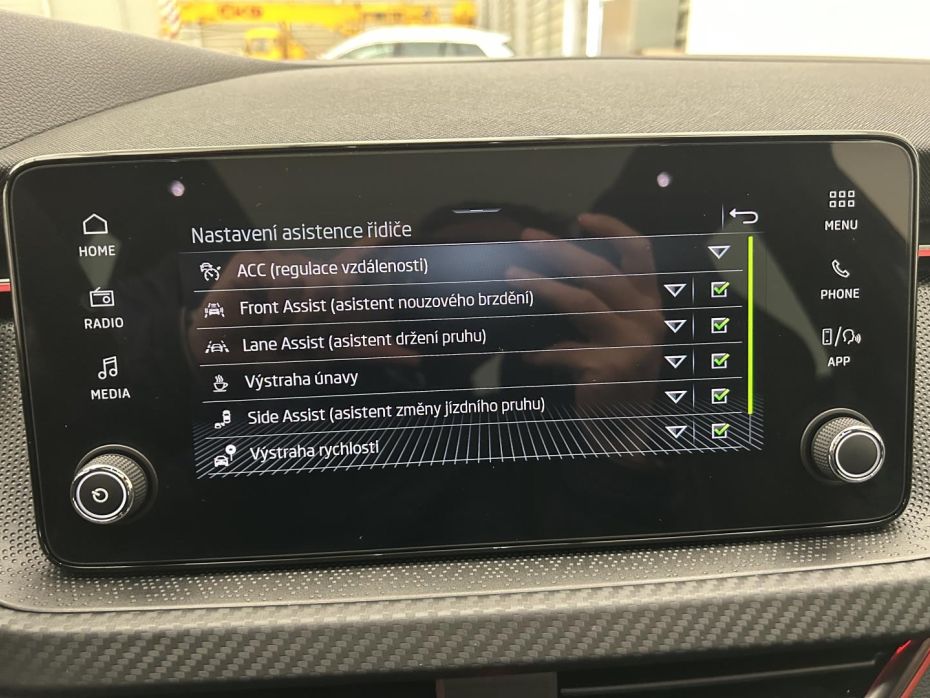 HOME
RADIO
MEDIA
Nastavení asistence řidiče
ACC (regulace vzdálenosti)
Front Assist (asistent nouzového brzdění)
Lane Assist (asistent držení pruhu)
Výstraha únavy
Side Assist (asistent změny jízdního pruhu)
Výstraha rychlosti
MENU
PHONE
APP